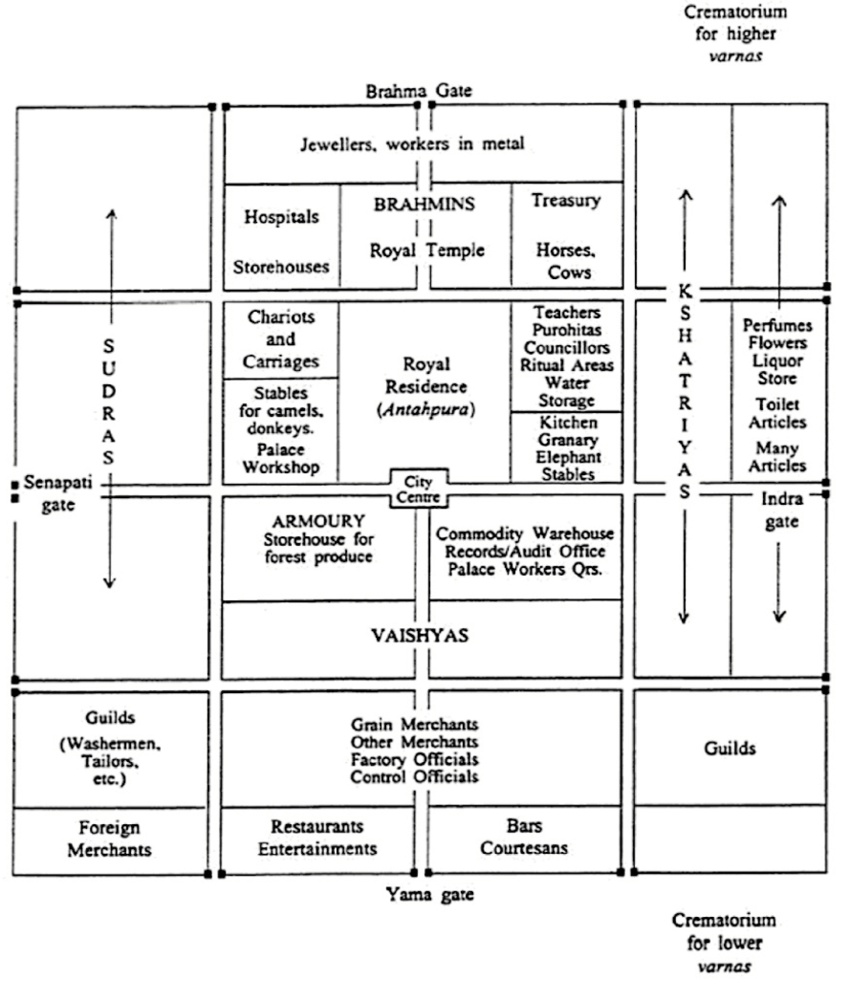 Crematorium
for higher
varnas
Brahma Gate
Jewellers, workers in metal
Hospitals
Storehouses
BRAHMINS
Royal Temple
Treasury
Horses,
Cows
SUDRAS
Chariots
and
Carriages
Stables
for camels,
donkeys.
Palace
Workshop
Royal
Residence
(Antahpura)
Teachers
Purohitas
Councillors
Ritual Areas
Water
Storage
Kitchen
Granary
Elephant
Stables
KSHATRIYAS
Perfumes
Flowers
Liquor
Store
Toilet
Articles
Many
Articles
Senapati
gate
City
Centre
Indra
gate
ARMOURY
Storehouse for
forest produce
Commodity Warehouse
Records/Audit Office
Palace Workers Qrs.
VAISHYAS
Guilds
(Washermen,
Tailors,
etc.)
Grain Merchants
Other Merchants
Factory Officials
Control Officials
Guilds
Foreign
Merchants
Restaurants
Entertainments
Bars
Courtesans
Yama gate
Crematorium
for lower
varnas